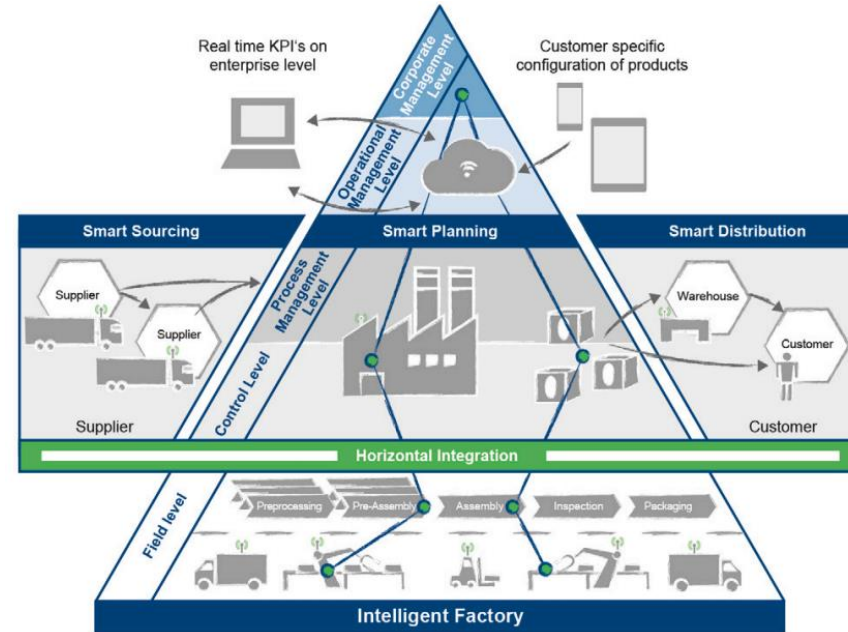 Real time KPI's on
enterprise level
Customer specific
configuration of products
Corporate
Management
Level
Operational
Management
Level
Smart Sourcing
Smart Planning
Smart Distribution
Process
Management
Level
Supplier
Supplier
Warehouse
Customer
Control Level
Supplier
Customer
Horizontal Integration
Field level
Preprocessing
Pre-Assembly
Assembly
Inspection
Packaging
Intelligent Factory